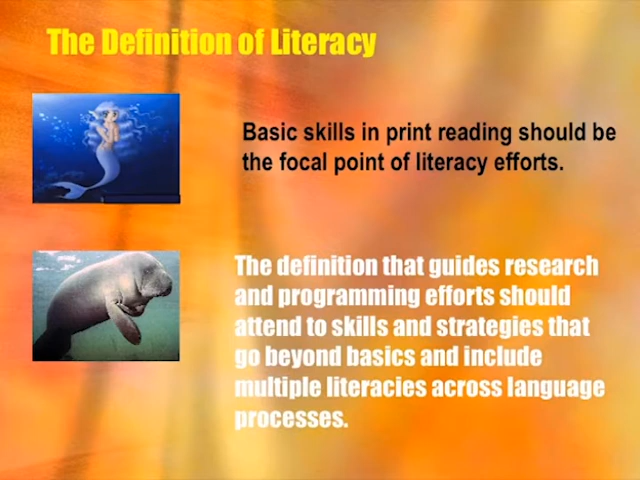 The Definition of Literacy
Basic skills in print reading should be
the focal point of literacy efforts.
The definition that guides research
and programming efforts should
attend to skills and strategies that
go beyond basics and include
multiple literacies across language
processes.